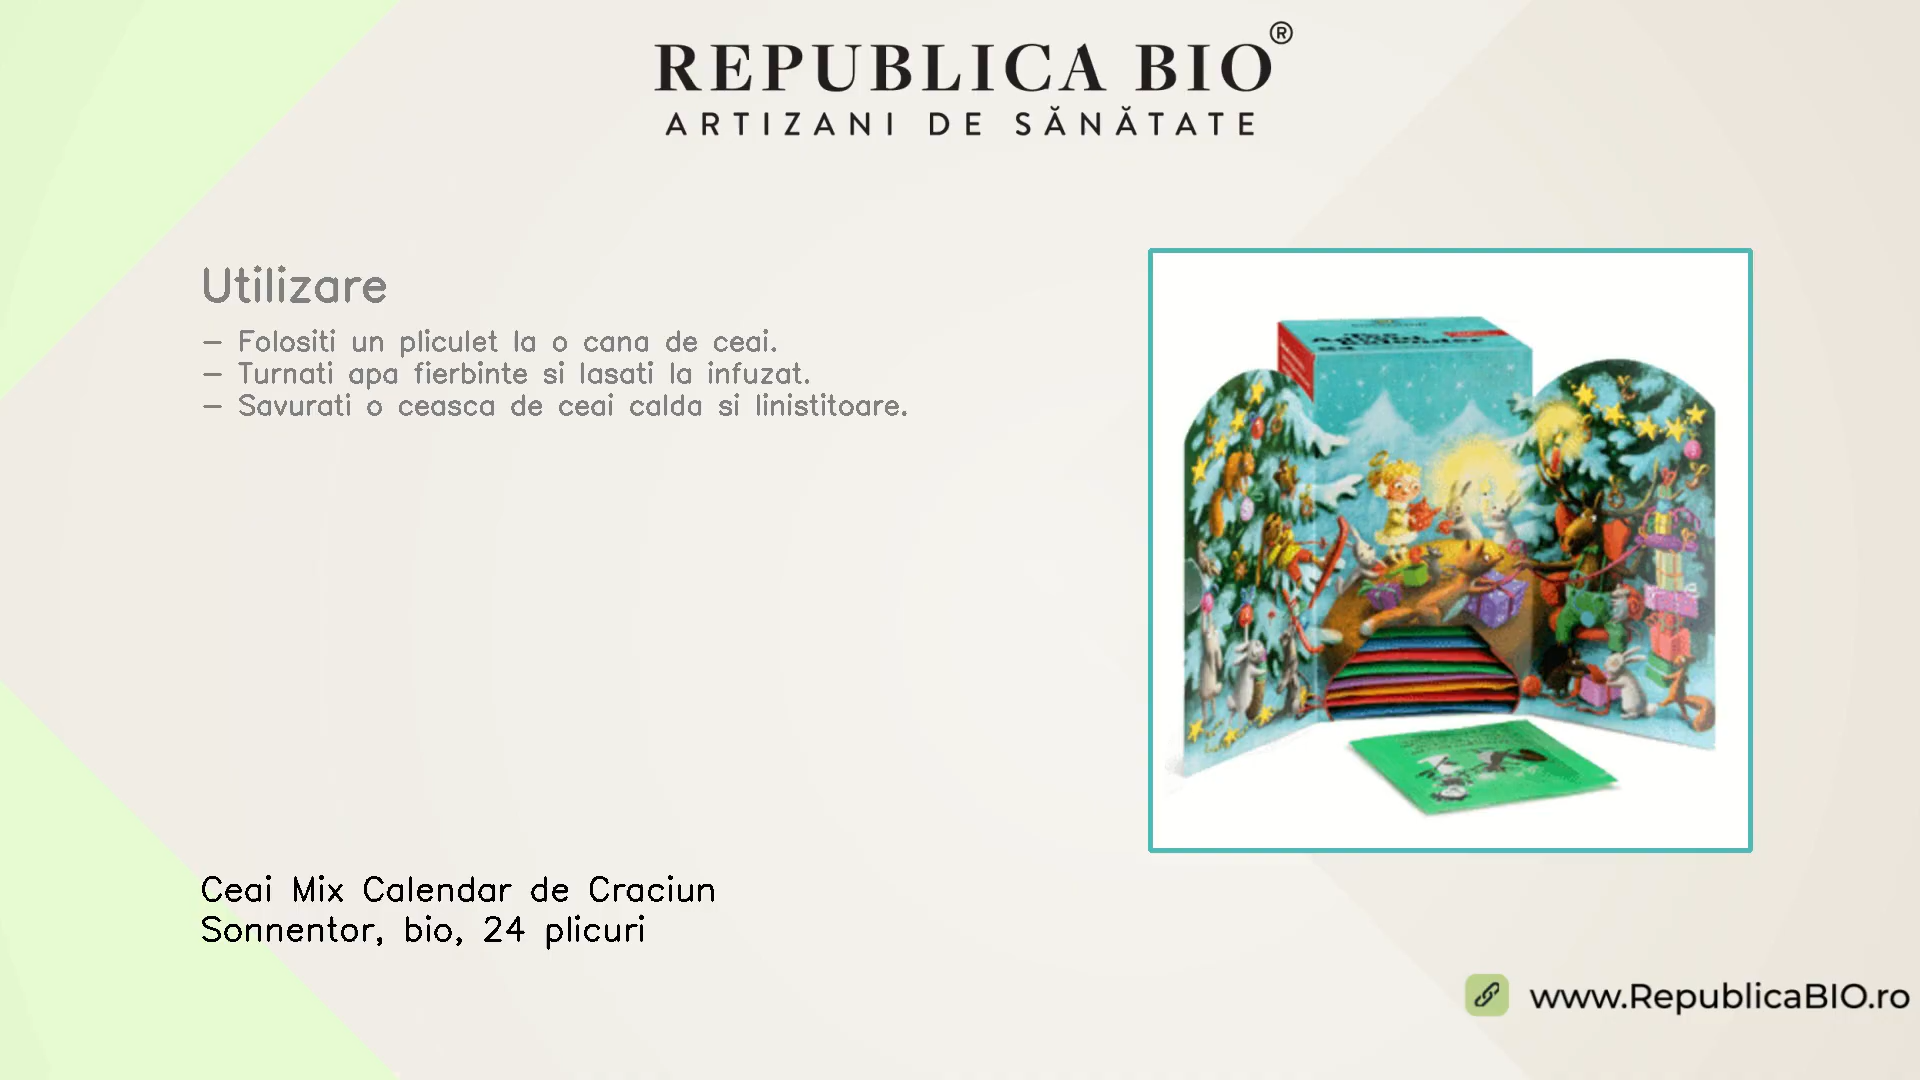 REPUBLICA BIO®
ARTIZANI DE SĂNĂTATE
Utilizare
– Folositi un pliculet la o cana de ceai.
– Turnati apa fierbinte si lasati la infuzat.
– Savurati o ceasca de ceai calda si linistitoare.
Ceai Mix Calendar de Craciun
Sonnentor, bio, 24 plicuri
www.RepublicaBIO.ro